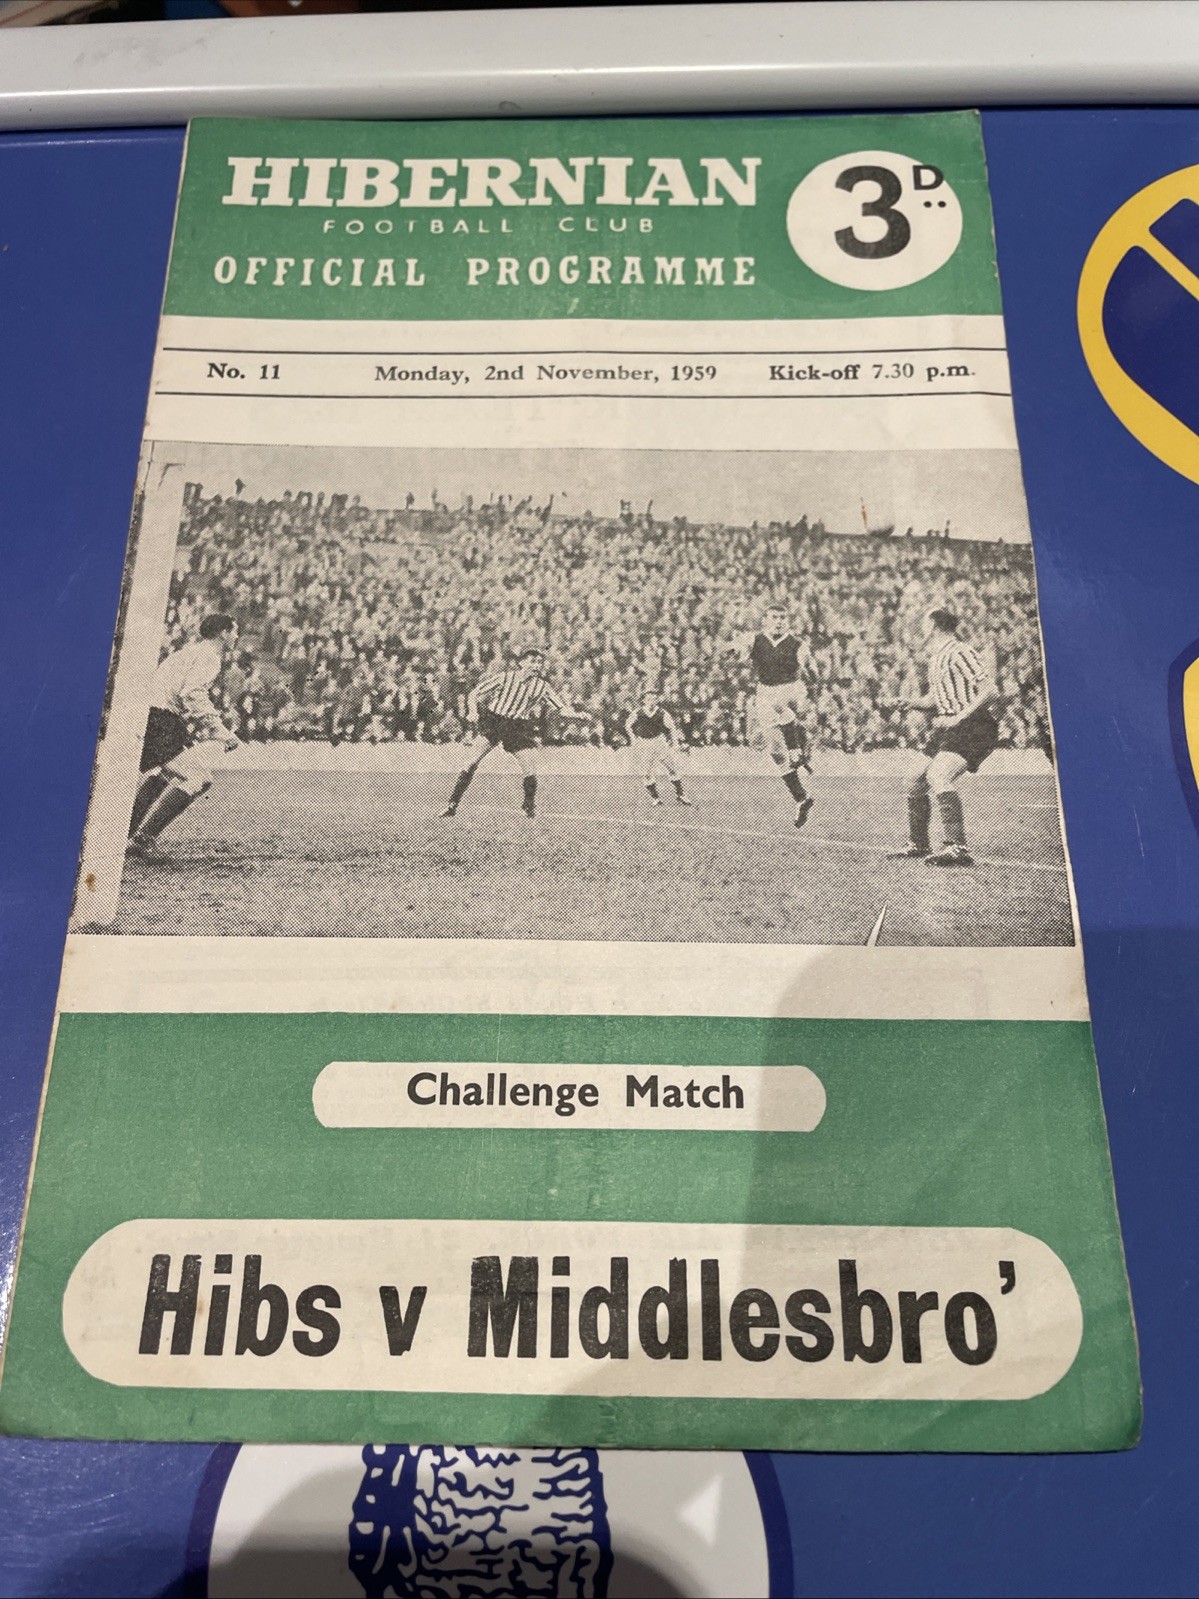 HIBERNIAN
FOOTBALL CLUB
OFFICIAL PROGRAMME
3D..
No. 11 Monday, 2nd November, 1959 Kick-off 7.30 p.m.
Challenge Match
Hibs v Middlesbro'